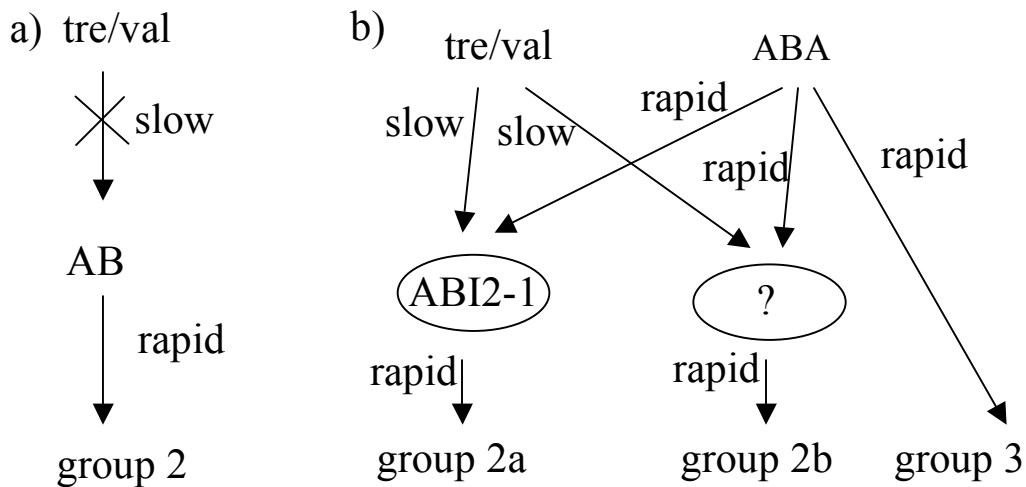 a) tre/val
slow
AB
rapid
group 2
b)
tre/val
ABA
slow
slow
rapid
rapid
rapid
ABI2-1
?
rapid
rapid
group 2a
group 2b
group 3